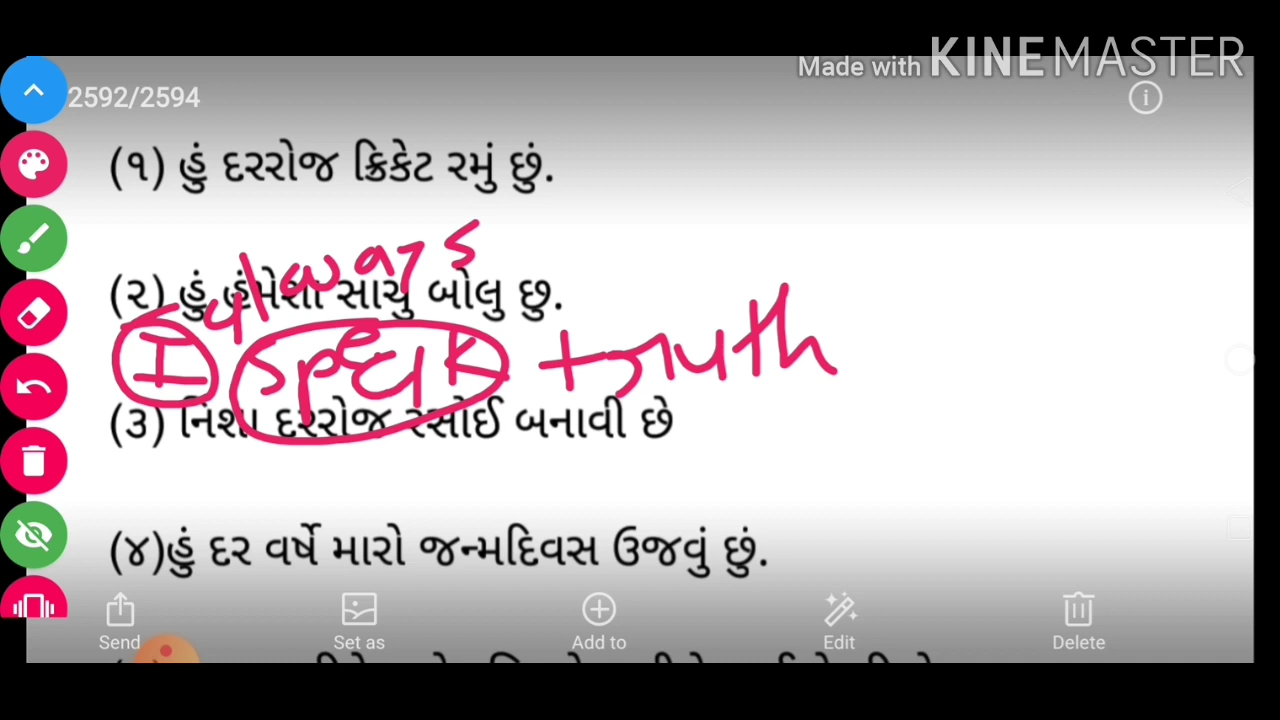 Made with KINEMASTER
2592/2594
(૧) હું દરરોજ ક્રિકેટ રમું છું.
always
(૨) હું હંમેશા સાચુ બોલુ છુ.
I speak truth
(૩) નિશા દરરોજ રસોઈ બનાવી છે
(૪)હું દર વર્ષે મારો જન્મદિવસ ઉજવું છું.
Send Set as Add to Edit Delete